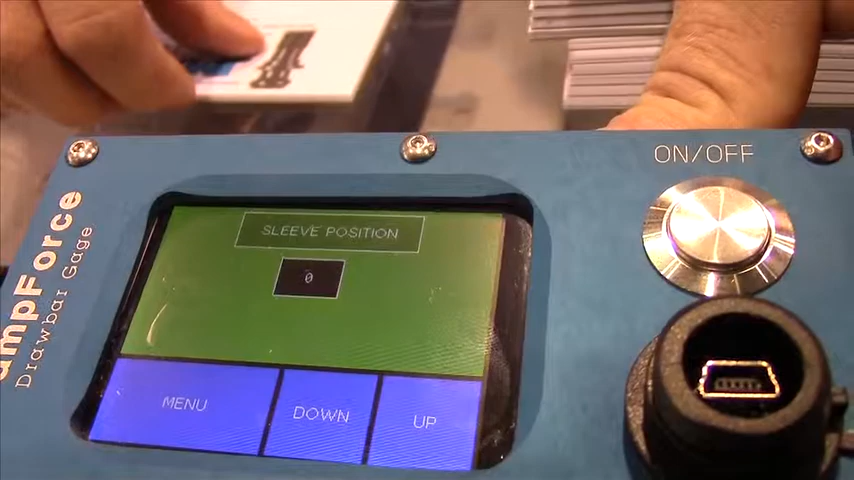 ON/OFF
ampForce
Drawbar Gage
SLEEVE POSITION
0
MENU
DOWN
UP